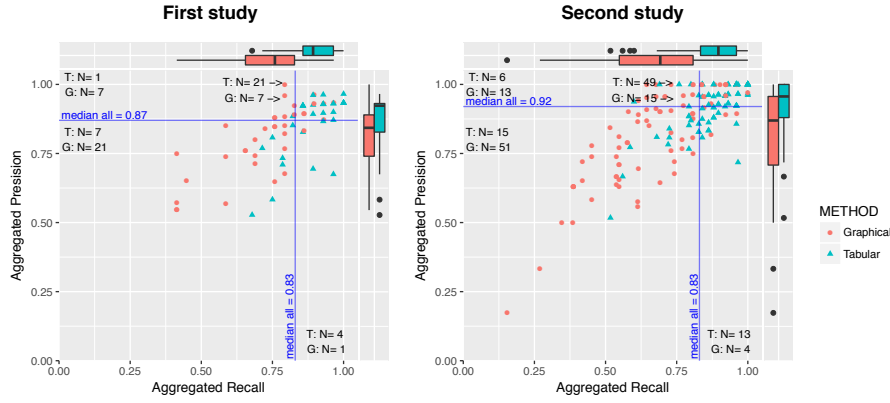 First study
T: N= 1
G: N= 7
T: N= 21 –>
G: N= 7 –>
median all = 0.87
T: N= 7
G: N= 21
median all = 0.83
T: N= 4
G: N= 1
1.00
0.75
0.50
0.25
0.00
Aggregated Presision
0.00
0.25
0.50
0.75
1.00
Aggregated Recall
Second study
T: N= 6
G: N= 13
T: N= 49 –>
G: N= 15 –>
median all = 0.92
T: N= 15
G: N= 51
median all = 0.83
T: N= 13
G: N= 4
1.00
0.75
0.50
0.25
0.00
Aggregated Presision
0.00
0.25
0.50
0.75
1.00
Aggregated Recall
METHOD
Graphical
Tabular